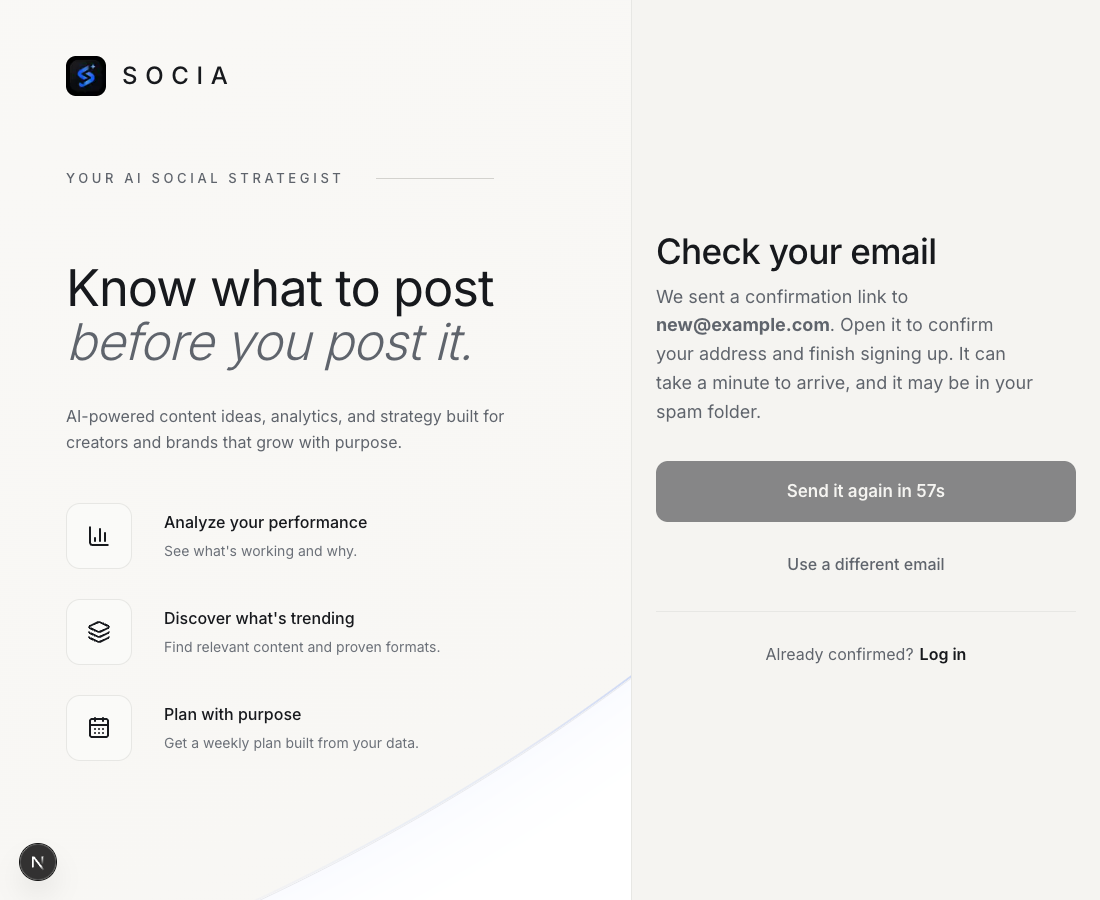 SOCIA
YOUR AI SOCIAL STRATEGIST
Know what to post
before you post it.
AI-powered content ideas, analytics, and strategy built for
creators and brands that grow with purpose.
Analyze your performance
See what's working and why.
Discover what's trending
Find relevant content and proven formats.
Plan with purpose
Get a weekly plan built from your data.
N
Check your email
We sent a confirmation link to
new@example.com. Open it to confirm
your address and finish signing up. It can
take a minute to arrive, and it may be in your
spam folder.
Send it again in 57s
Use a different email
Already confirmed? Log in